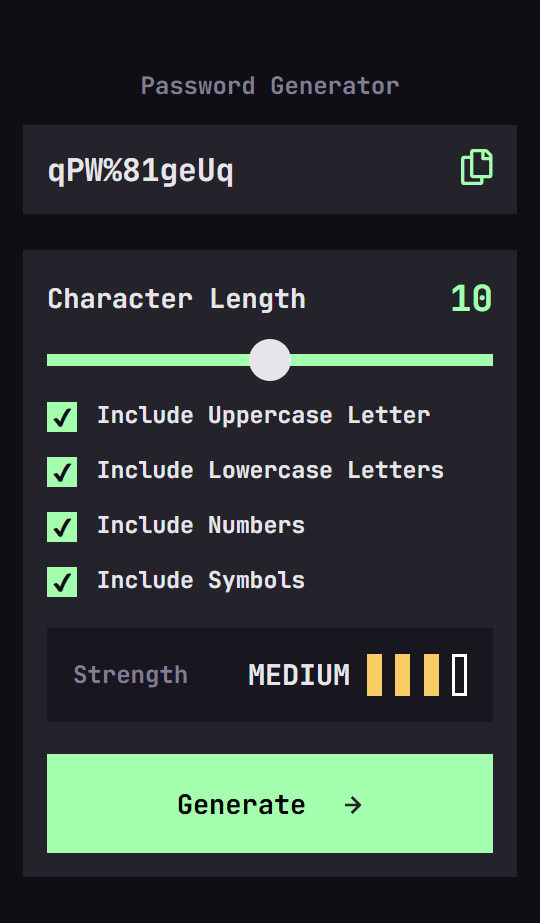 Password Generator
qPW%81geUq
Character Length 10
Include Uppercase Letter
Include Lowercase Letters
Include Numbers
Include Symbols
Strength MEDIUM
Generate →